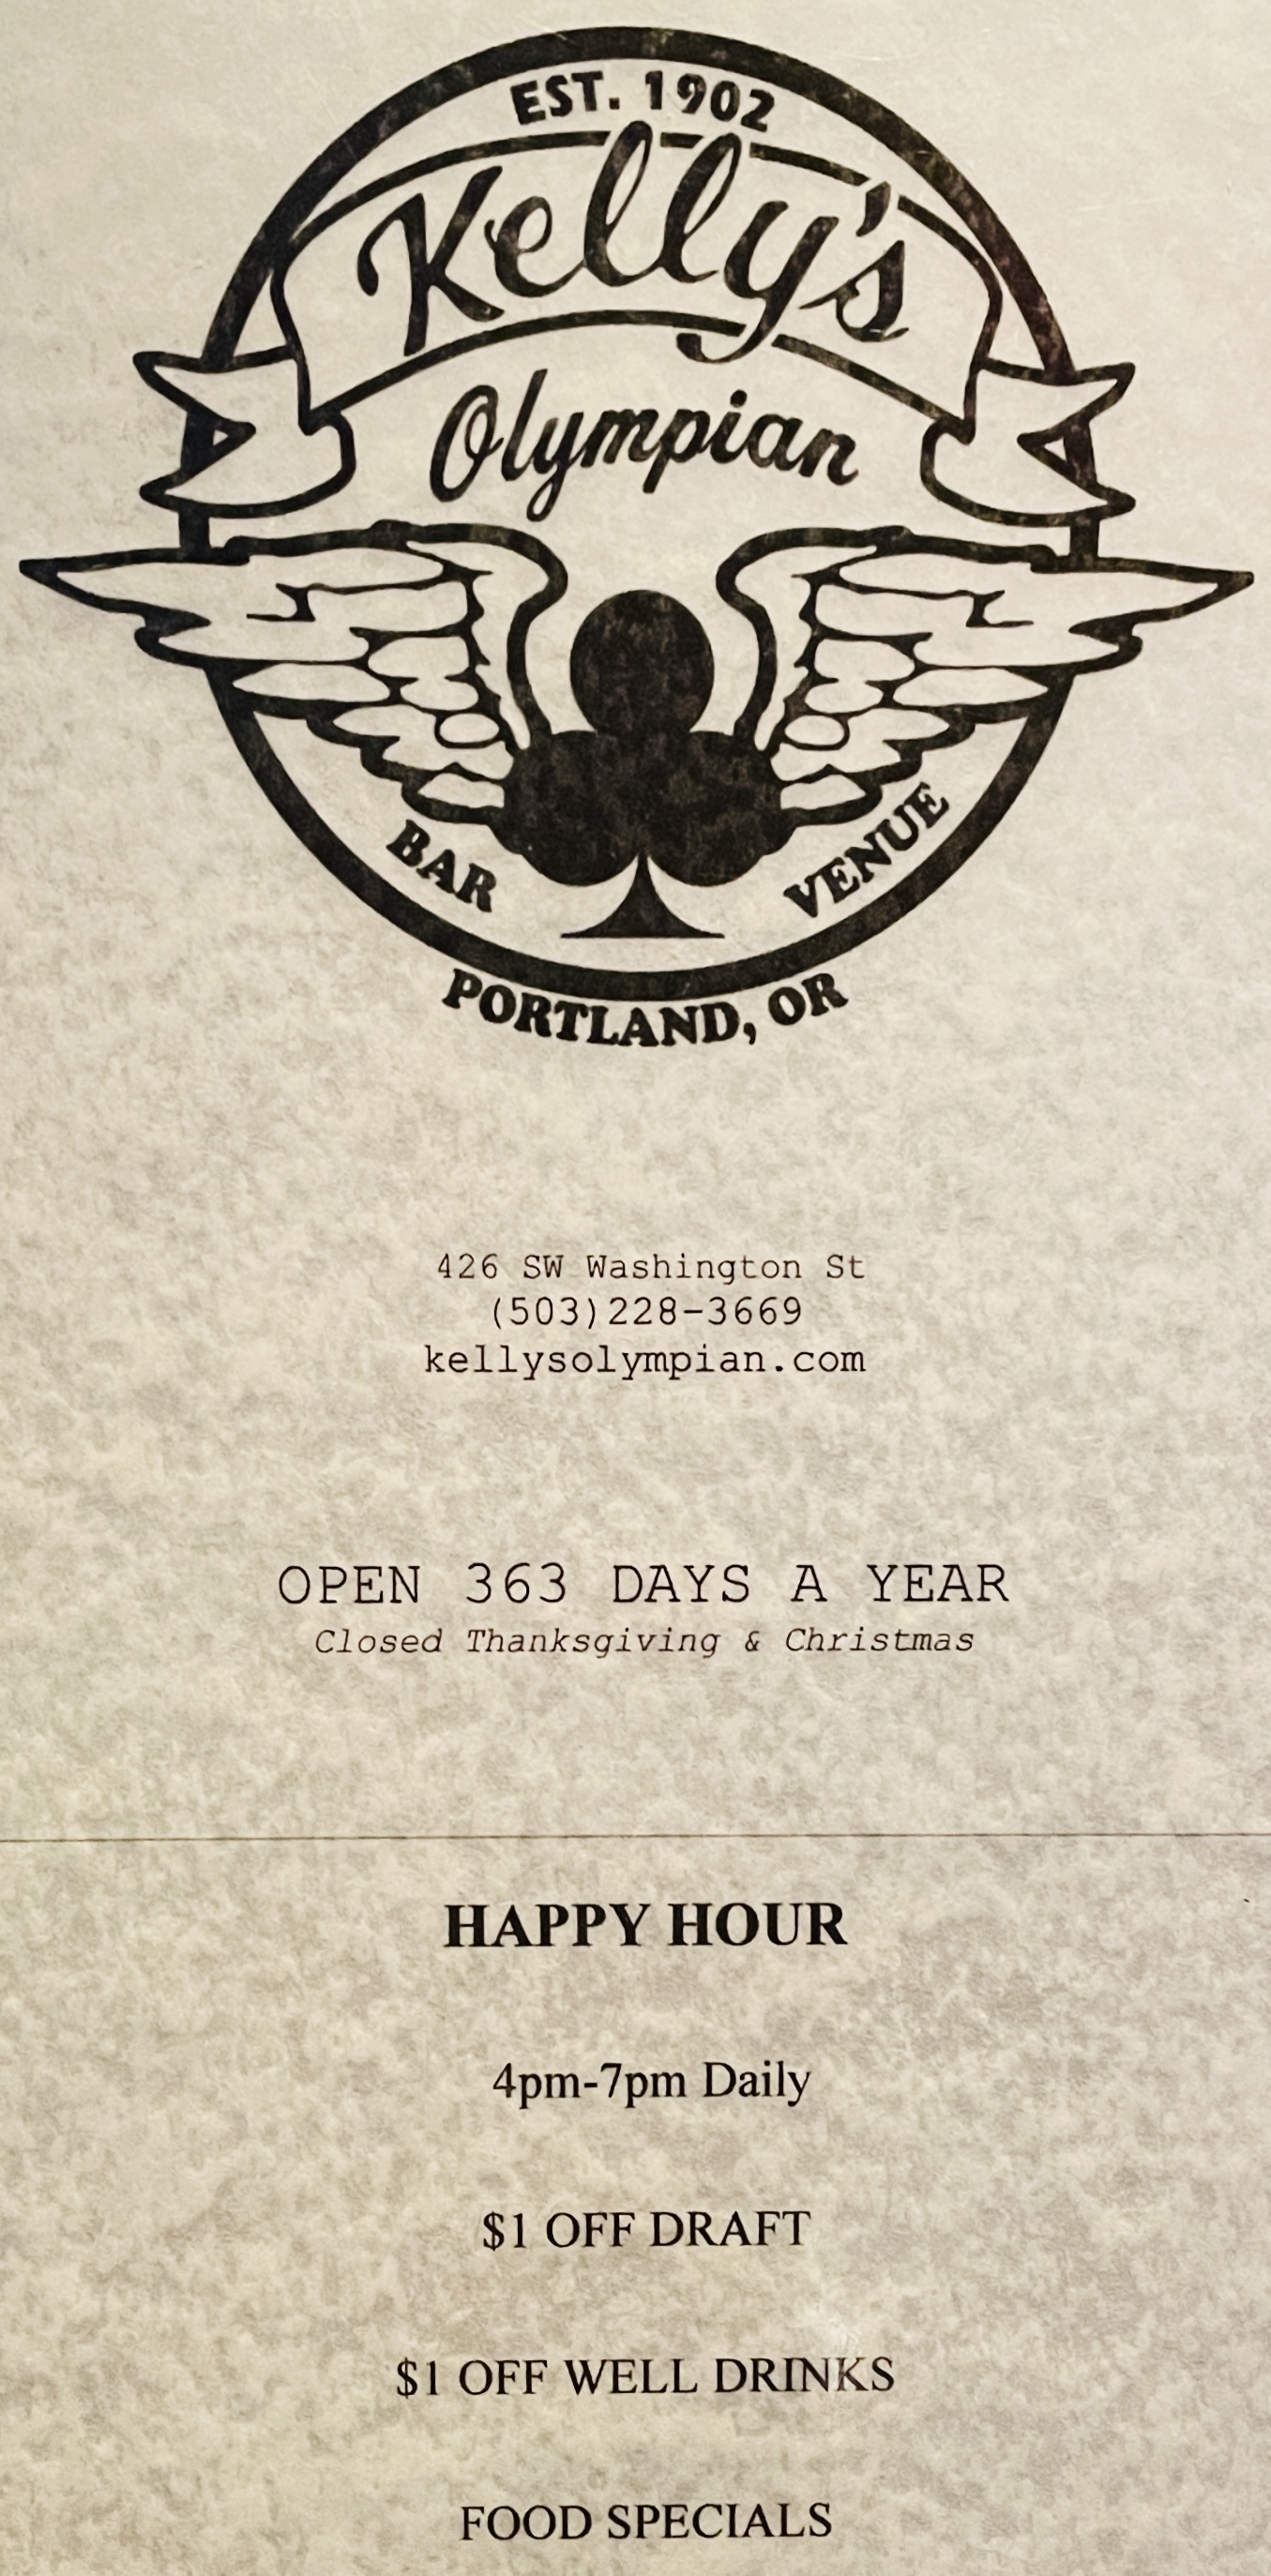 EST. 1902
Kelly's
Olympian
BAR VENUE
PORTLAND, OR
426 SW Washington St
(503)228-3669
kellysolympian.com
OPEN 363 DAYS A YEAR
Closed Thanksgiving & Christmas
HAPPY HOUR
4pm-7pm Daily
$1 OFF DRAFT
$1 OFF WELL DRINKS
FOOD SPECIALS